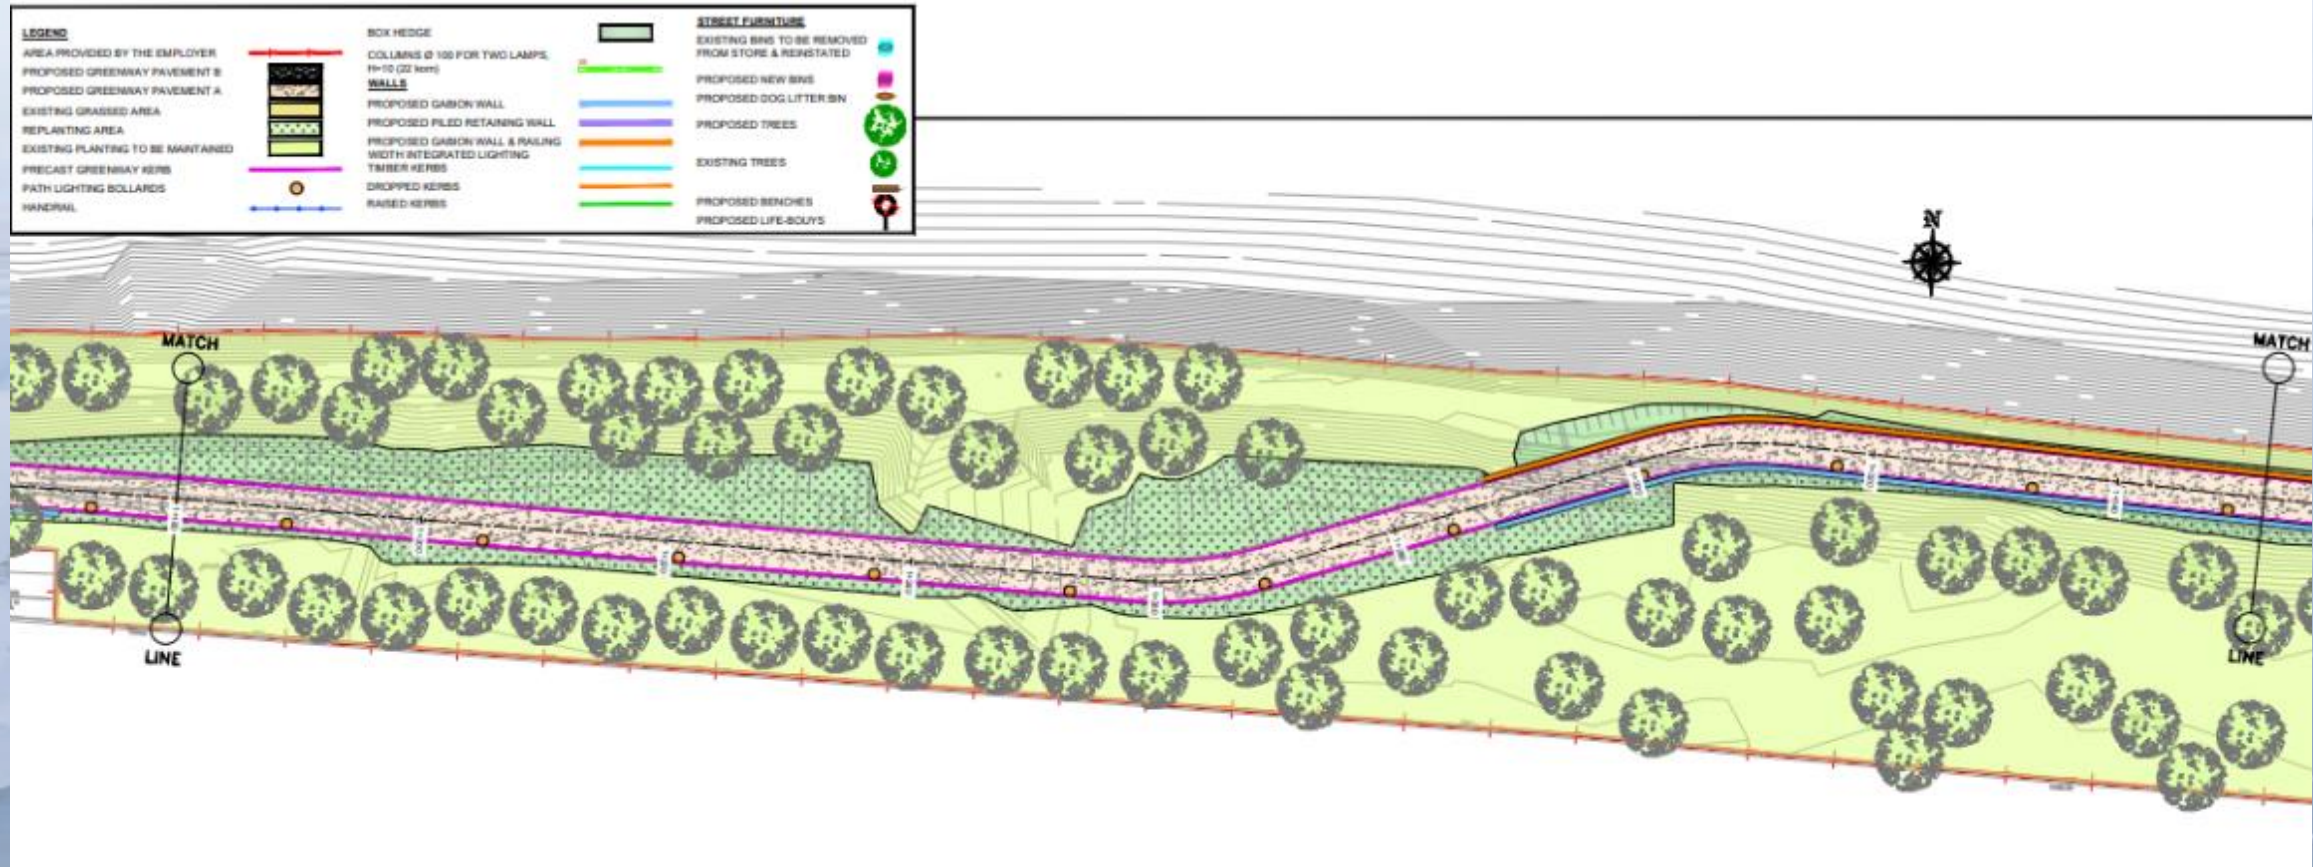 LEGEND
AREA PROVIDED BY THE EMPLOYER
PROPOSED GREENWAY PAVEMENT B
PROPOSED GREENWAY PAVEMENT A
EXISTING GRASSED AREA
REPLANTING AREA
EXISTING PLANTING TO BE MAINTAINED
PRECAST GREENWAY KERB
PATH LIGHTING BOLLARDS
HANDRAIL
BOX HEDGE
COLUMNS Ø 100 FOR TWO LAMPS,
H=10 (22 kom)
WALLS
PROPOSED GABION WALL
PROPOSED PILED RETAINING WALL
PROPOSED GABION WALL & RAILING
WIDTH INTEGRATED LIGHTING
TIMBER KERBS
DROPPED KERBS
RAISED KERBS
STREET FURNITURE
EXISTING BINS TO BE REMOVED
FROM STORE & REINSTATED
PROPOSED NEW BINS
PROPOSED DOG LITTER BIN
PROPOSED TREES
EXISTING TREES
PROPOSED BENCHES
PROPOSED LIFE-BOUYS
N
MATCH
LINE
MATCH
LINE